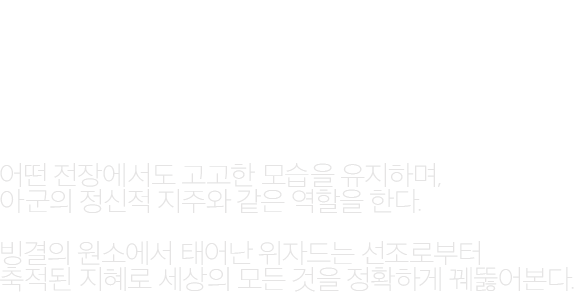 어떤 전장에서도 고고한 모습을 유지하며,
아군의 정신적 지주와 같은 역할을 한다.
빙결의 원소에서 태어난 위자드는 선조로부터
축적된 지혜로 세상의 모든 것을 정확하게 꿰뚫어본다.